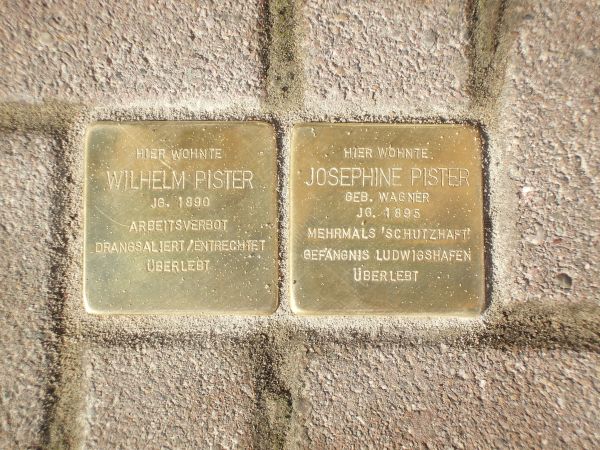 HIER WOHNTE
WILHELM PISTER
JG. 1890
ARBEITSVERBOT
DRANGSALIERT/ENTRECHTET
ÜBERLEBT
HIER WOHNTE
JOSEPHINE PISTER
GEB. WAGNER
JG. 1895
MEHRMALS 'SCHUTZHAFT'
GEFÄNGNIS LUDWIGSHAFEN
ÜBERLEBT